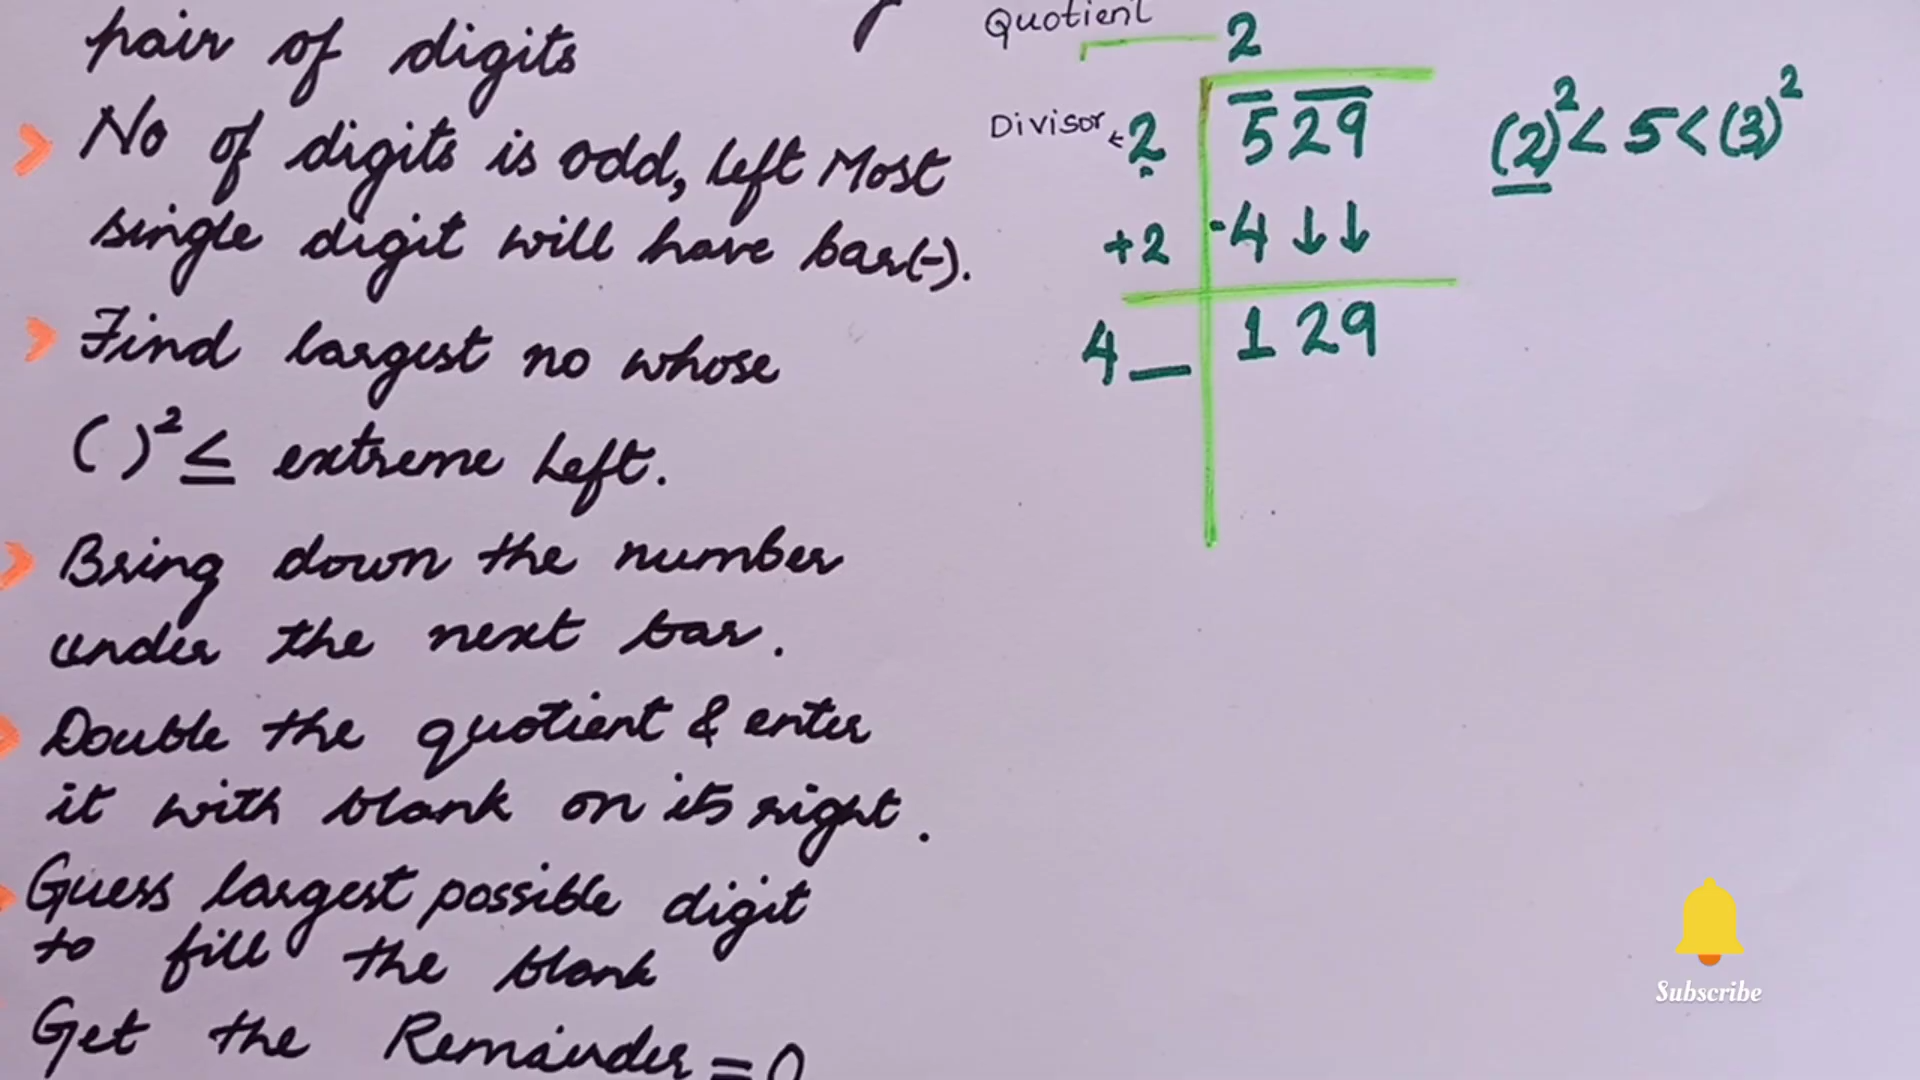 pair of digits
No of digits is odd, left Most
single digit will have bar(-).
Find largest no whose
( )² ≤ extreme left.
Bring down the number
under the next bar.
Double the quotient & enter
it with blank on its right.
Guess largest possible digit
to fill the blank
Get the Remainder = 0
Quotient 2
Divisor ← 2 529 (2)² < 5 < (3)²
+2 -4 ↓↓
4_ 129
Subscribe